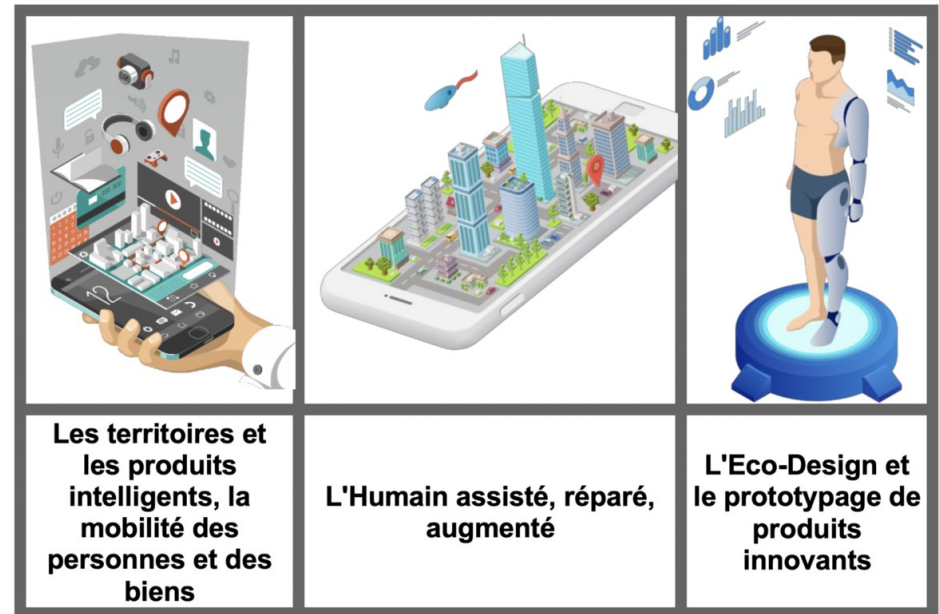 Les territoires et
les produits
intelligents, la
mobilité des
personnes et des
biens
L'Humain assisté, réparé,
augmenté
L'Eco-Design et
le prototypage de
produits
innovants
12